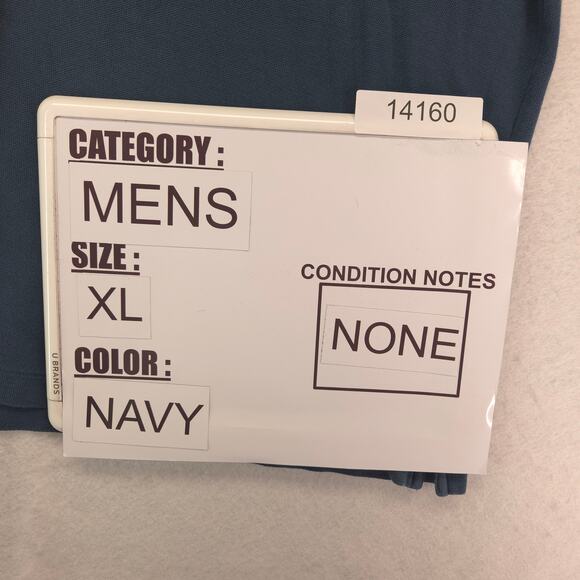 14160
CATEGORY :
MENS
SIZE :
XL
CONDITION NOTES
NONE
COLOR :
NAVY
U BRANDS